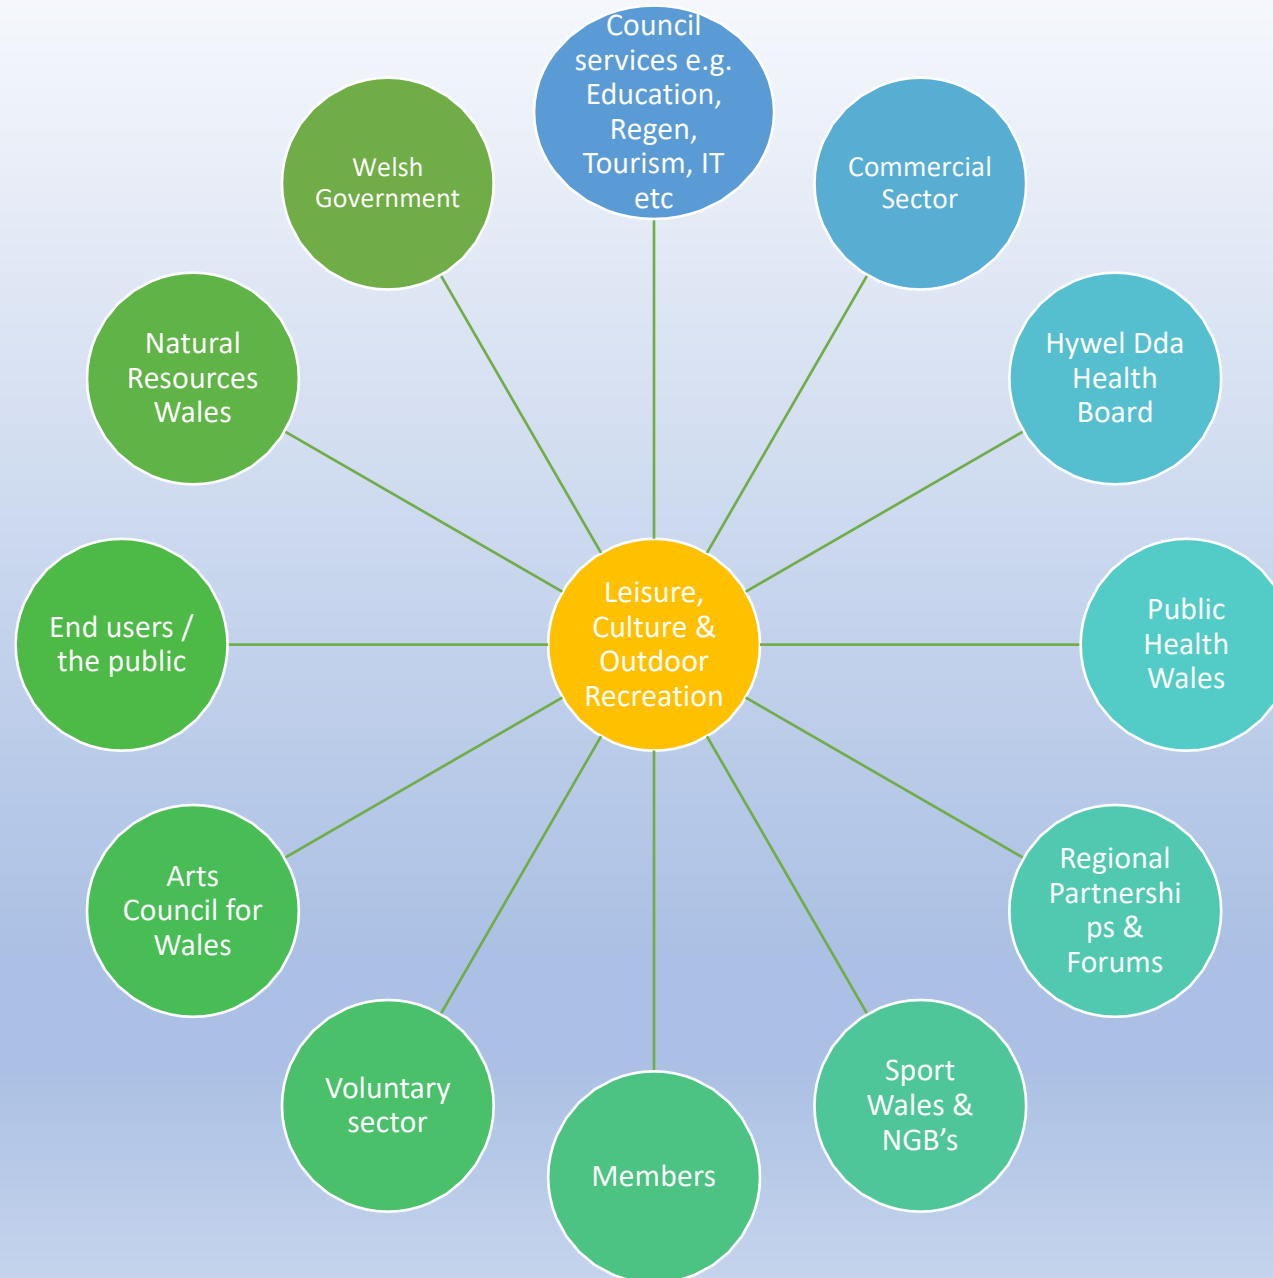 Council
services e.g.
Education,
Regen,
Tourism, IT
etc
Commercial
Sector
Hywel Dda
Health
Board
Public
Health
Wales
Regional
Partnershi
ps &
Forums
Sport
Wales &
NGB’s
Members
Voluntary
sector
Arts
Council for
Wales
End users /
the public
Natural
Resources
Wales
Welsh
Government
Leisure,
Culture &
Outdoor
Recreation